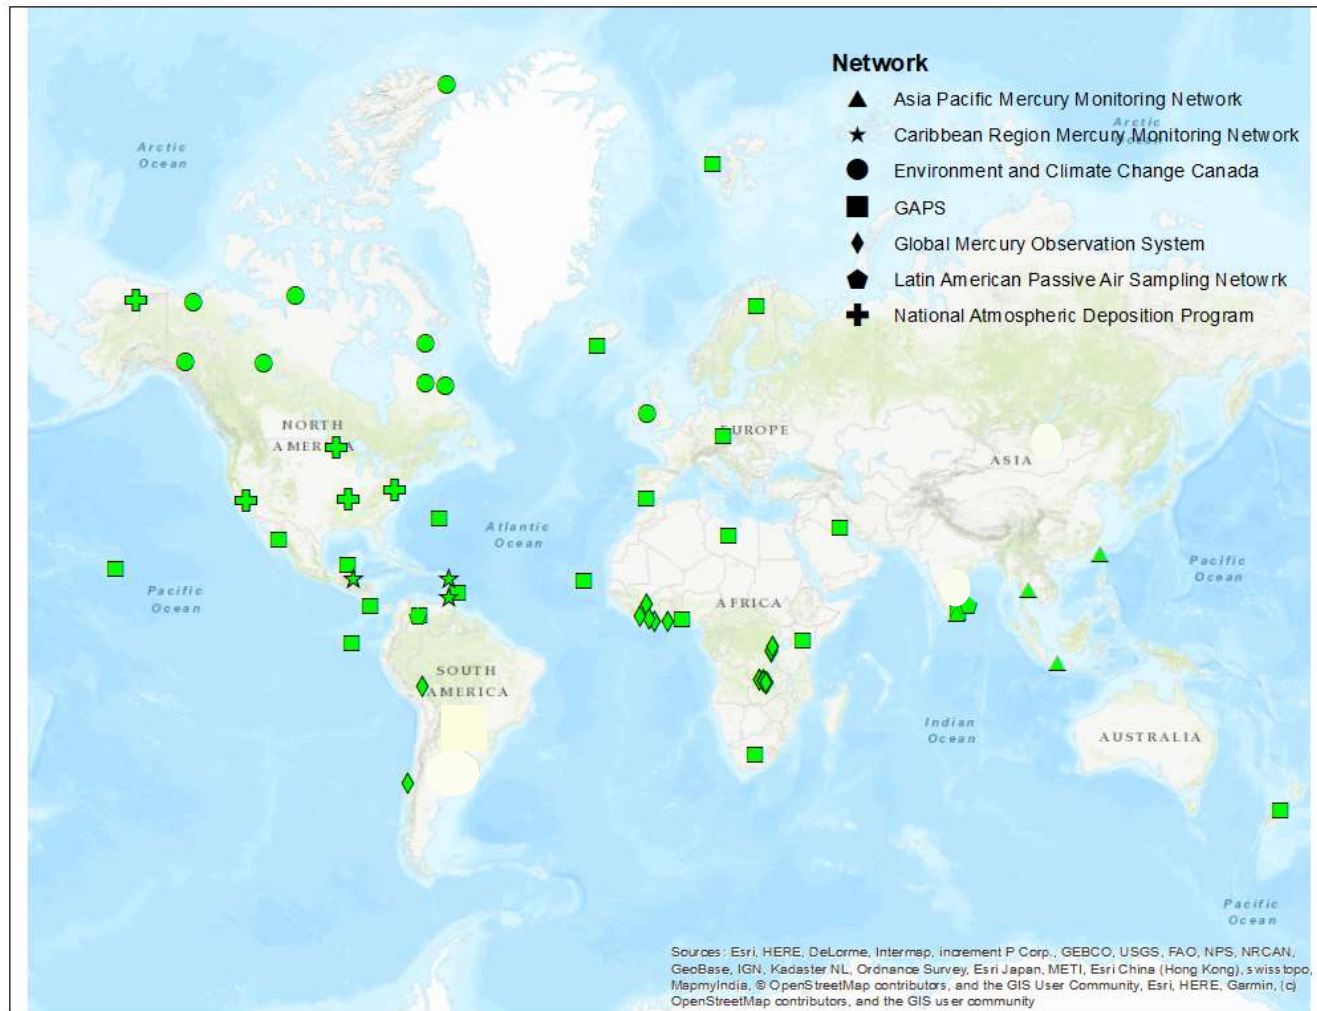 Network
Asia Pacific Mercury Monitoring Network
Caribbean Region Mercury Monitoring Network
Environment and Climate Change Canada
GAPS
Global Mercury Observation System
Latin American Passive Air Sampling Netowrk
National Atmospheric Deposition Program
Arctic
Ocean
Arctic
Ocean
NORTH
AMERICA
EUROPE
ASIA
Atlantic
Ocean
Pacific
Ocean
Pacific
Ocean
AFRICA
SOUTH
AMERICA
Indian
Ocean
AUSTRALIA
Pacific
Ocean
Sources: Esri, HERE, DeLorme, Intermap, increment P Corp., GEBCO, USGS, FAO, NPS, NRCAN,
GeoBase, IGN, Kadaster NL, Ordnance Survey, Esri Japan, METI, Esri China (Hong Kong), swisstopo,
MapmyIndia, © OpenStreetMap contributors, and the GIS User Community, Esri, HERE, Garmin, (c)
OpenStreetMap contributors, and the GIS user community